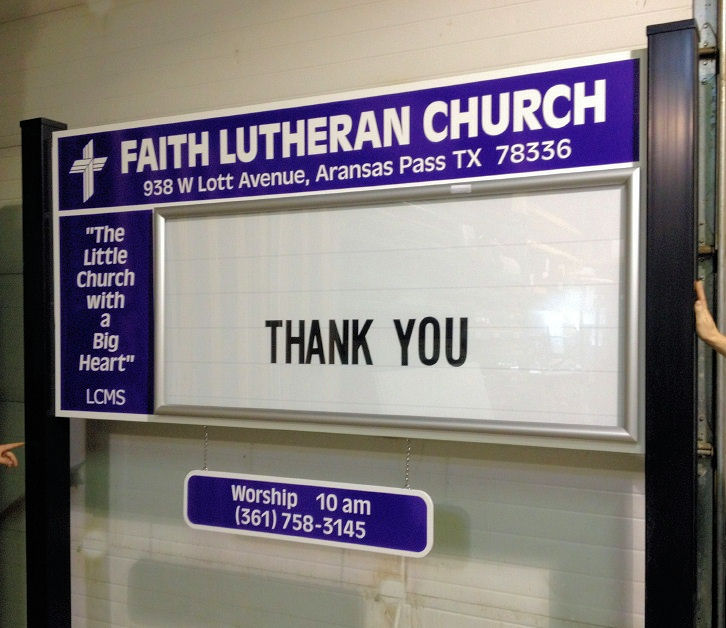 FAITH LUTHERAN CHURCH
938 W Lott Avenue, Aransas Pass TX 78336
"The
Little
Church
with
a
Big
Heart"
LCMS
THANK YOU
Worship 10 am
(361) 758-3145